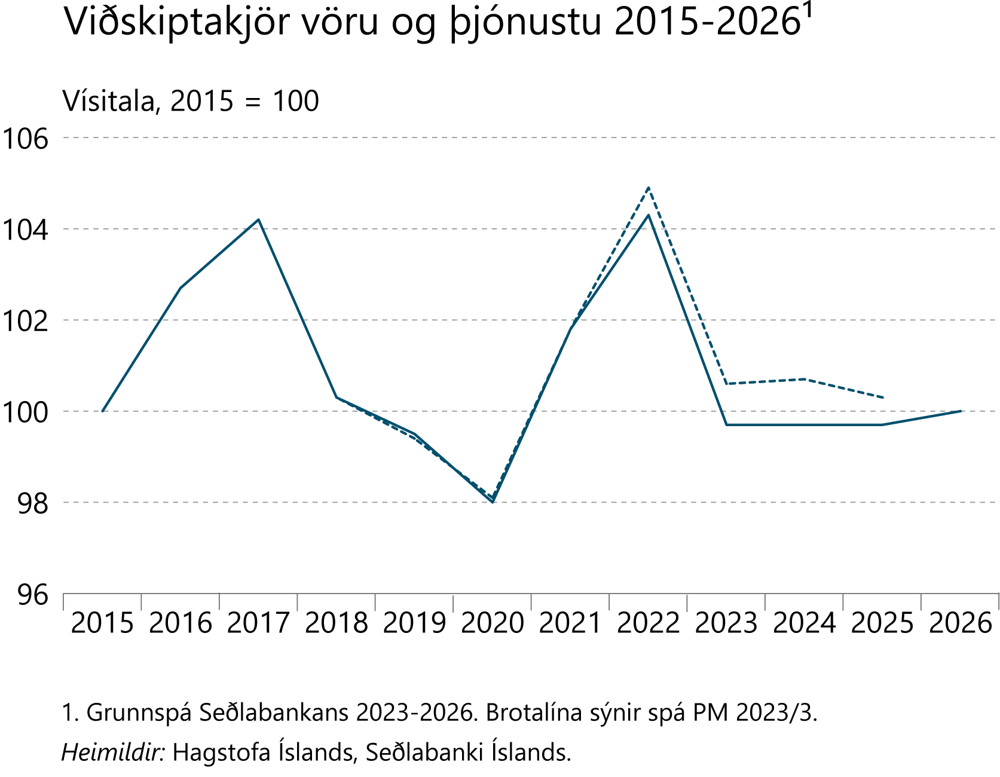 Viðskiptakjör vöru og þjónustu 2015-2026¹
Vísitala, 2015 = 100
106
104
102
100
98
96
2015 2016 2017 2018 2019 2020 2021 2022 2023 2024 2025 2026
1. Grunnspá Seðlabankans 2023-2026. Brotalína sýnir spá PM 2023/3.
Heimildir: Hagstofa Íslands, Seðlabanki Íslands.